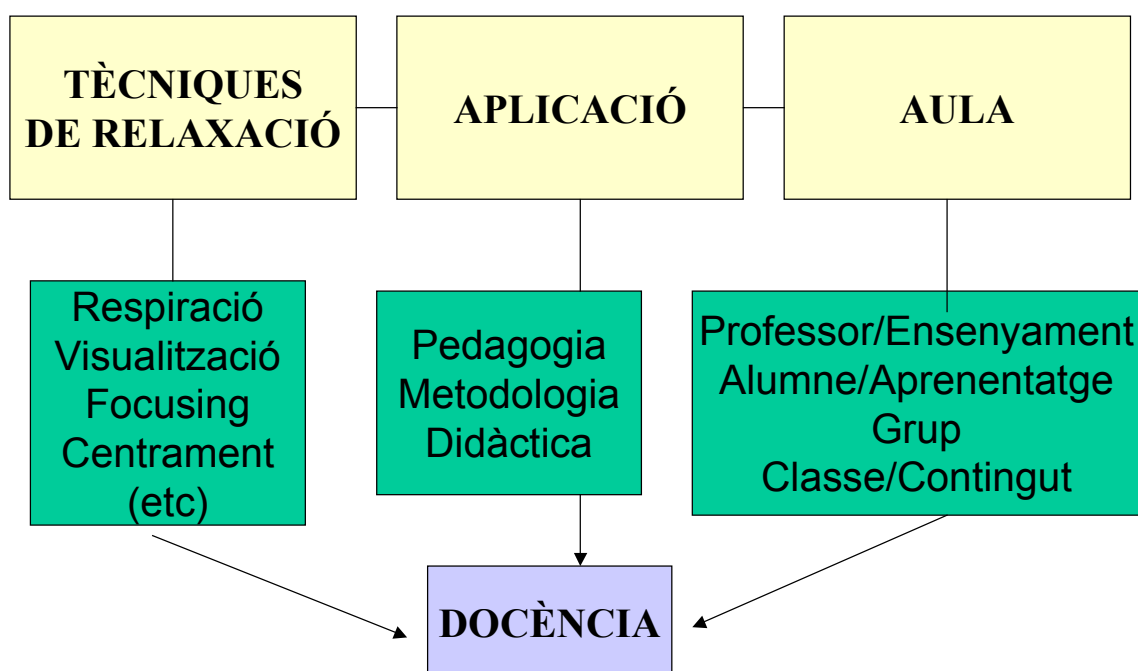 TÈCNIQUES
DE RELAXACIÓ
APLICACIÓ
AULA
Respiració
Visualització
Focusing
Centrament
(etc)
Pedagogia
Metodologia
Didàctica
Professor/Ensenyament
Alumne/Aprenentatge
Grup
Classe/Contingut
DOCÈNCIA